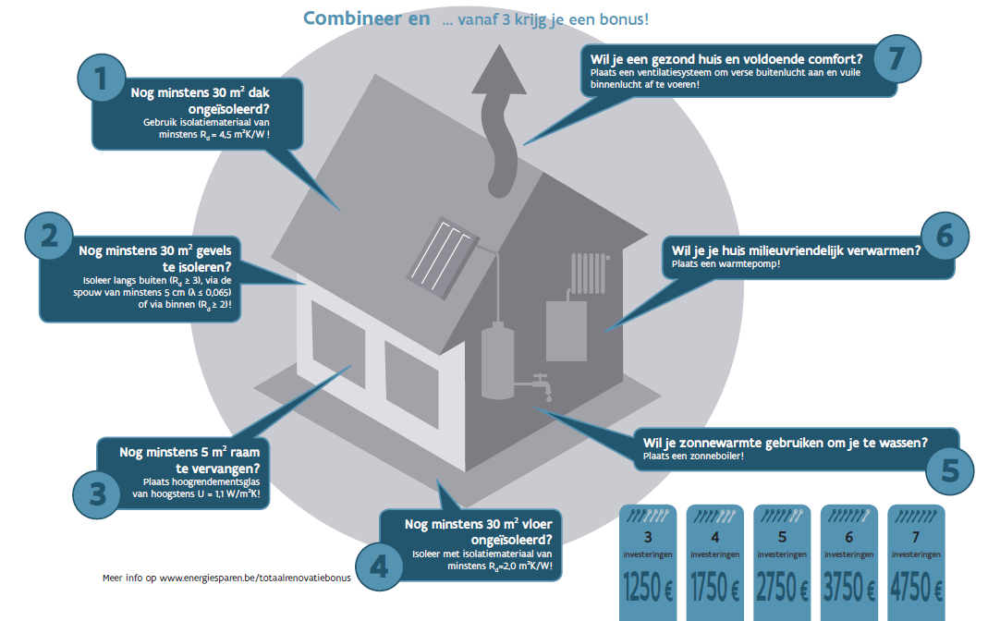 Combineer en ... vanaf 3 krijg je een bonus!
1
Nog minstens 30 m² dak
ongeïsoleerd?
Gebruik isolatiemateriaal van
minstens Rd = 4,5 m²K/W !
2
Nog minstens 30 m² gevels
te isoleren?
Isoleer langs buiten (Rd ≥ 3), via de
spouw van minstens 5 cm (λ ≤ 0,065)
of via binnen (Rd ≥ 2)!
3
Nog minstens 5 m² raam
te vervangen?
Plaats hoogrendementsglas
van hoogstens U = 1,1 W/m²K!
4
Nog minstens 30 m² vloer
ongeïsoleerd?
Isoleer met isolatiemateriaal van
minstens Rd=2,0 m²K/W!
7
Wil je een gezond huis en voldoende comfort?
Plaats een ventilatiesysteem om verse buitenlucht aan en vuile
binnenlucht af te voeren!
6
Wil je je huis milieuvriendelijk verwarmen?
Plaats een warmtepomp!
5
Wil je zonnewarmte gebruiken om je te wassen?
Plaats een zonneboiler!
3
investeringen
1250 €
4
investeringen
1750 €
5
investeringen
2750 €
6
investeringen
3750 €
7
investeringen
4750 €
Meer info op www.energiesparen.be/totaalrenovatiebonus